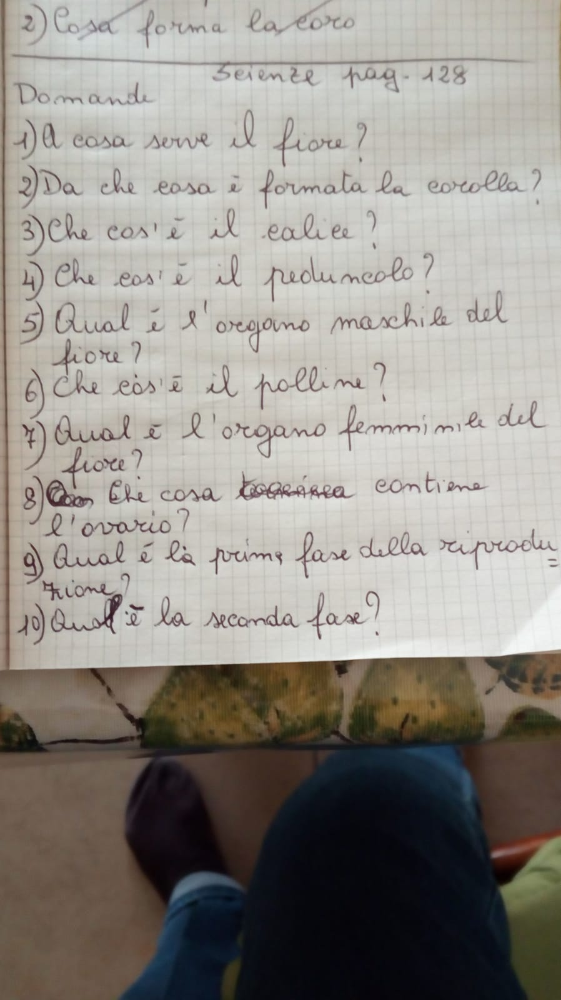 2) Cosa forma la coro
Scienze pag. 128
Domande
1) A cosa serve il fiore?
2) Da che cosa è formata la corolla?
3) Che cos'è il calice?
4) Che cos'è il peduncolo?
5) Qual è l'organo maschile del
fiore?
6) Che cos'è il polline?
7) Qual è l'organo femminile del
fiore?
8) Che cosa contiene
l'ovario?
9) Qual è la prima fase della riprodu=
zione?
10) Qual è la seconda fase?